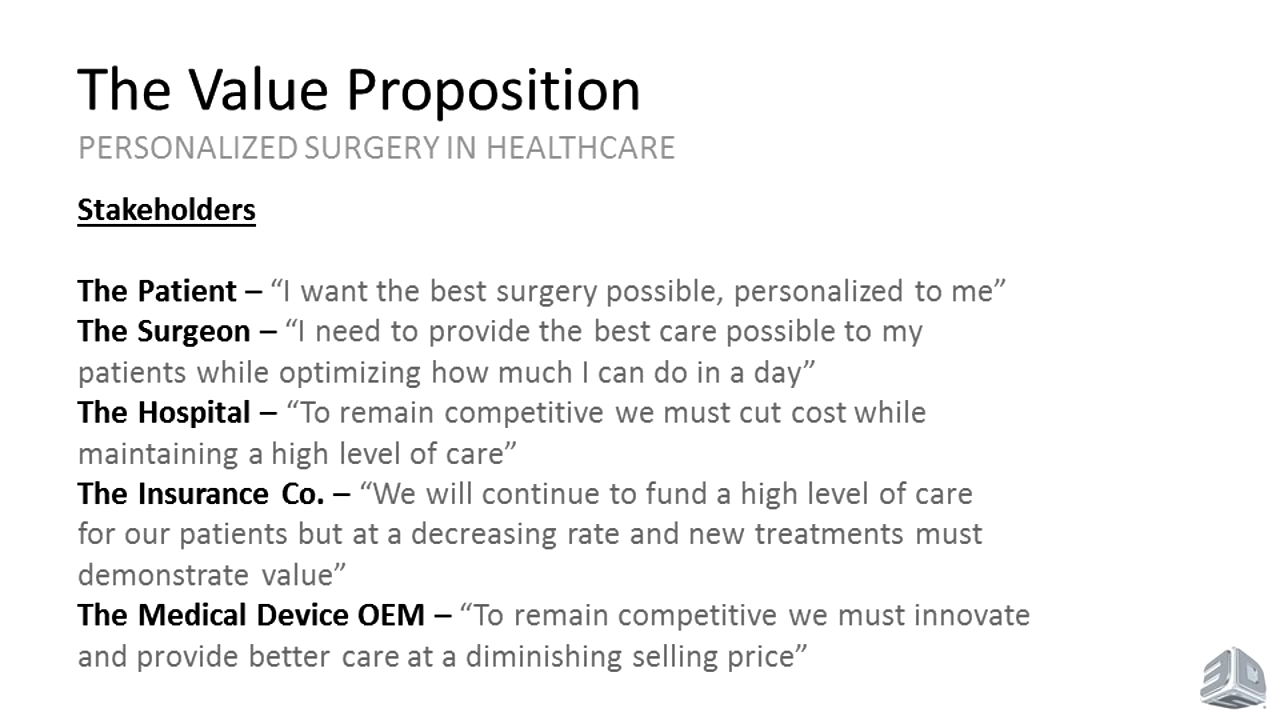 The Value Proposition
PERSONALIZED SURGERY IN HEALTHCARE
Stakeholders
The Patient – “I want the best surgery possible, personalized to me”
The Surgeon – “I need to provide the best care possible to my
patients while optimizing how much I can do in a day”
The Hospital – “To remain competitive we must cut cost while
maintaining a high level of care”
The Insurance Co. – “We will continue to fund a high level of care
for our patients but at a decreasing rate and new treatments must
demonstrate value”
The Medical Device OEM – “To remain competitive we must innovate
and provide better care at a diminishing selling price”
3D